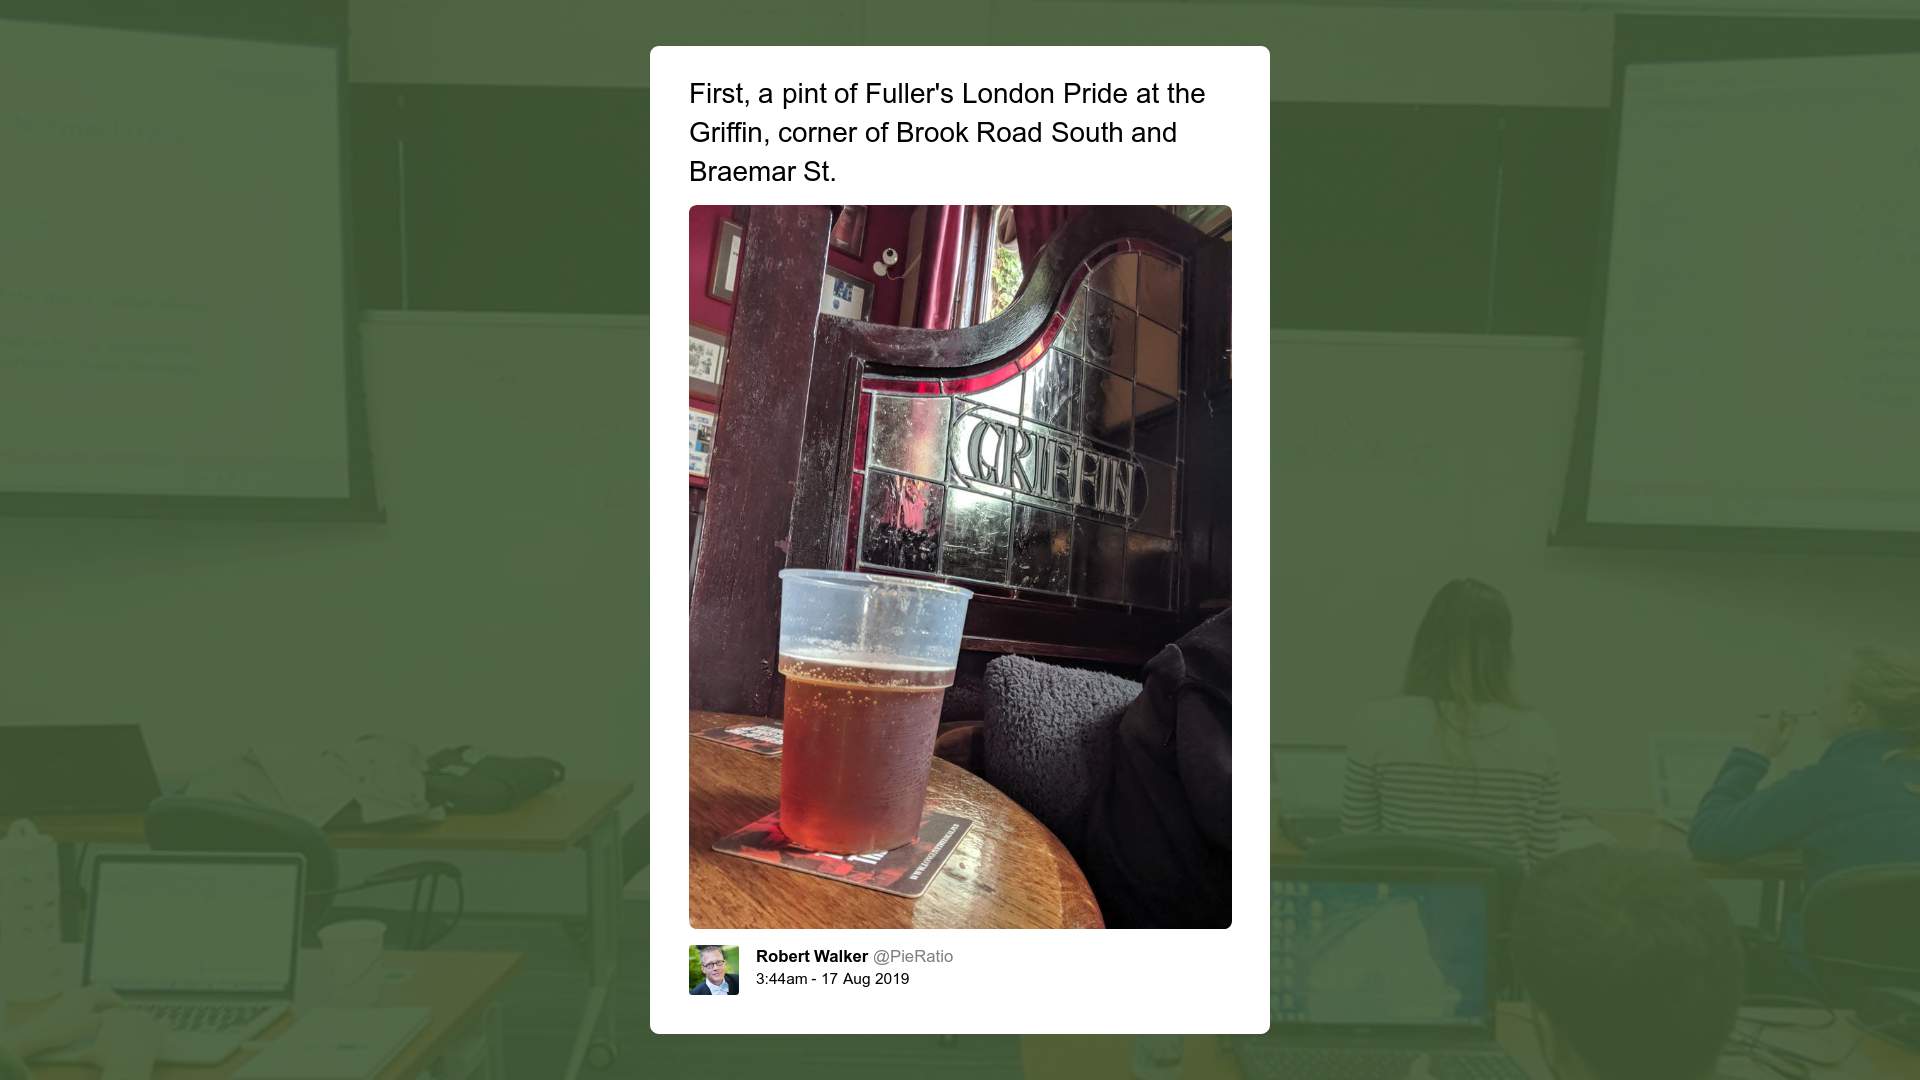 First, a pint of Fuller's London Pride at the
Griffin, corner of Brook Road South and
Braemar St.
GRIFFIN
Robert Walker @PieRatio
3:44am - 17 Aug 2019